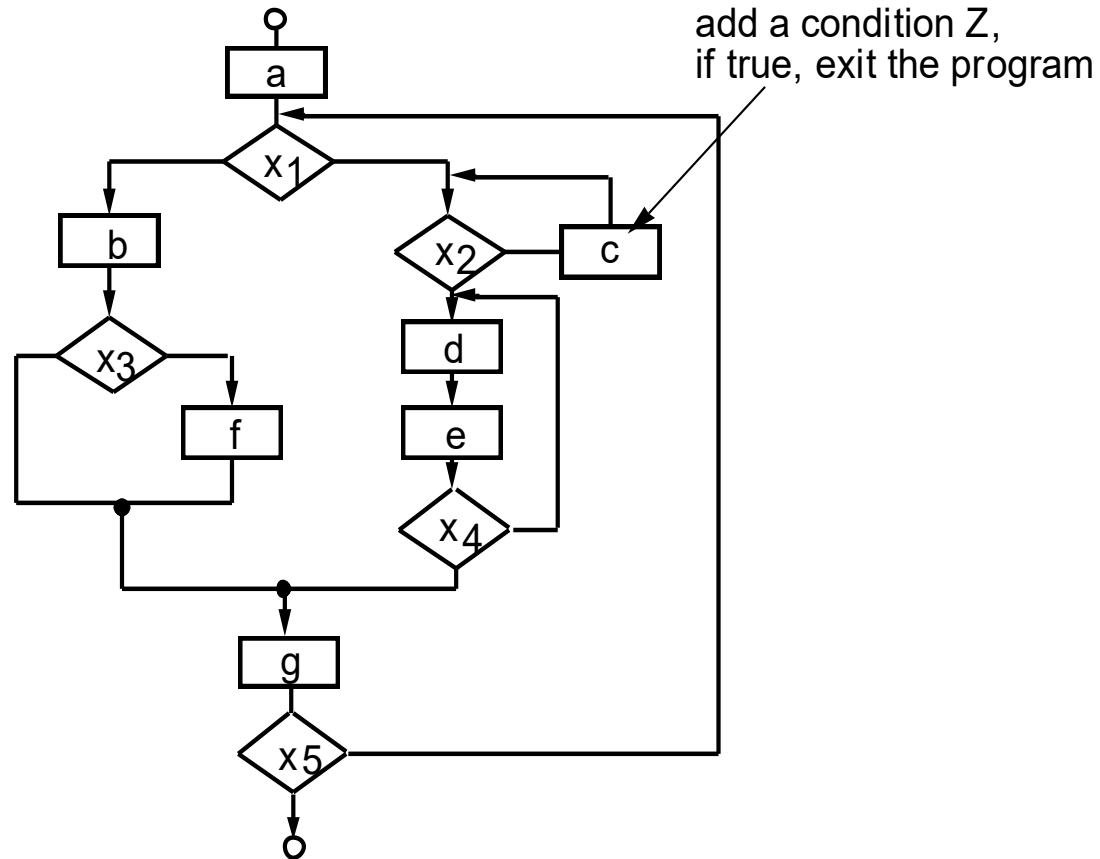 add a condition Z,
if true, exit the program
a
x1
b
x2
c
x3
d
f
e
x4
g
x5